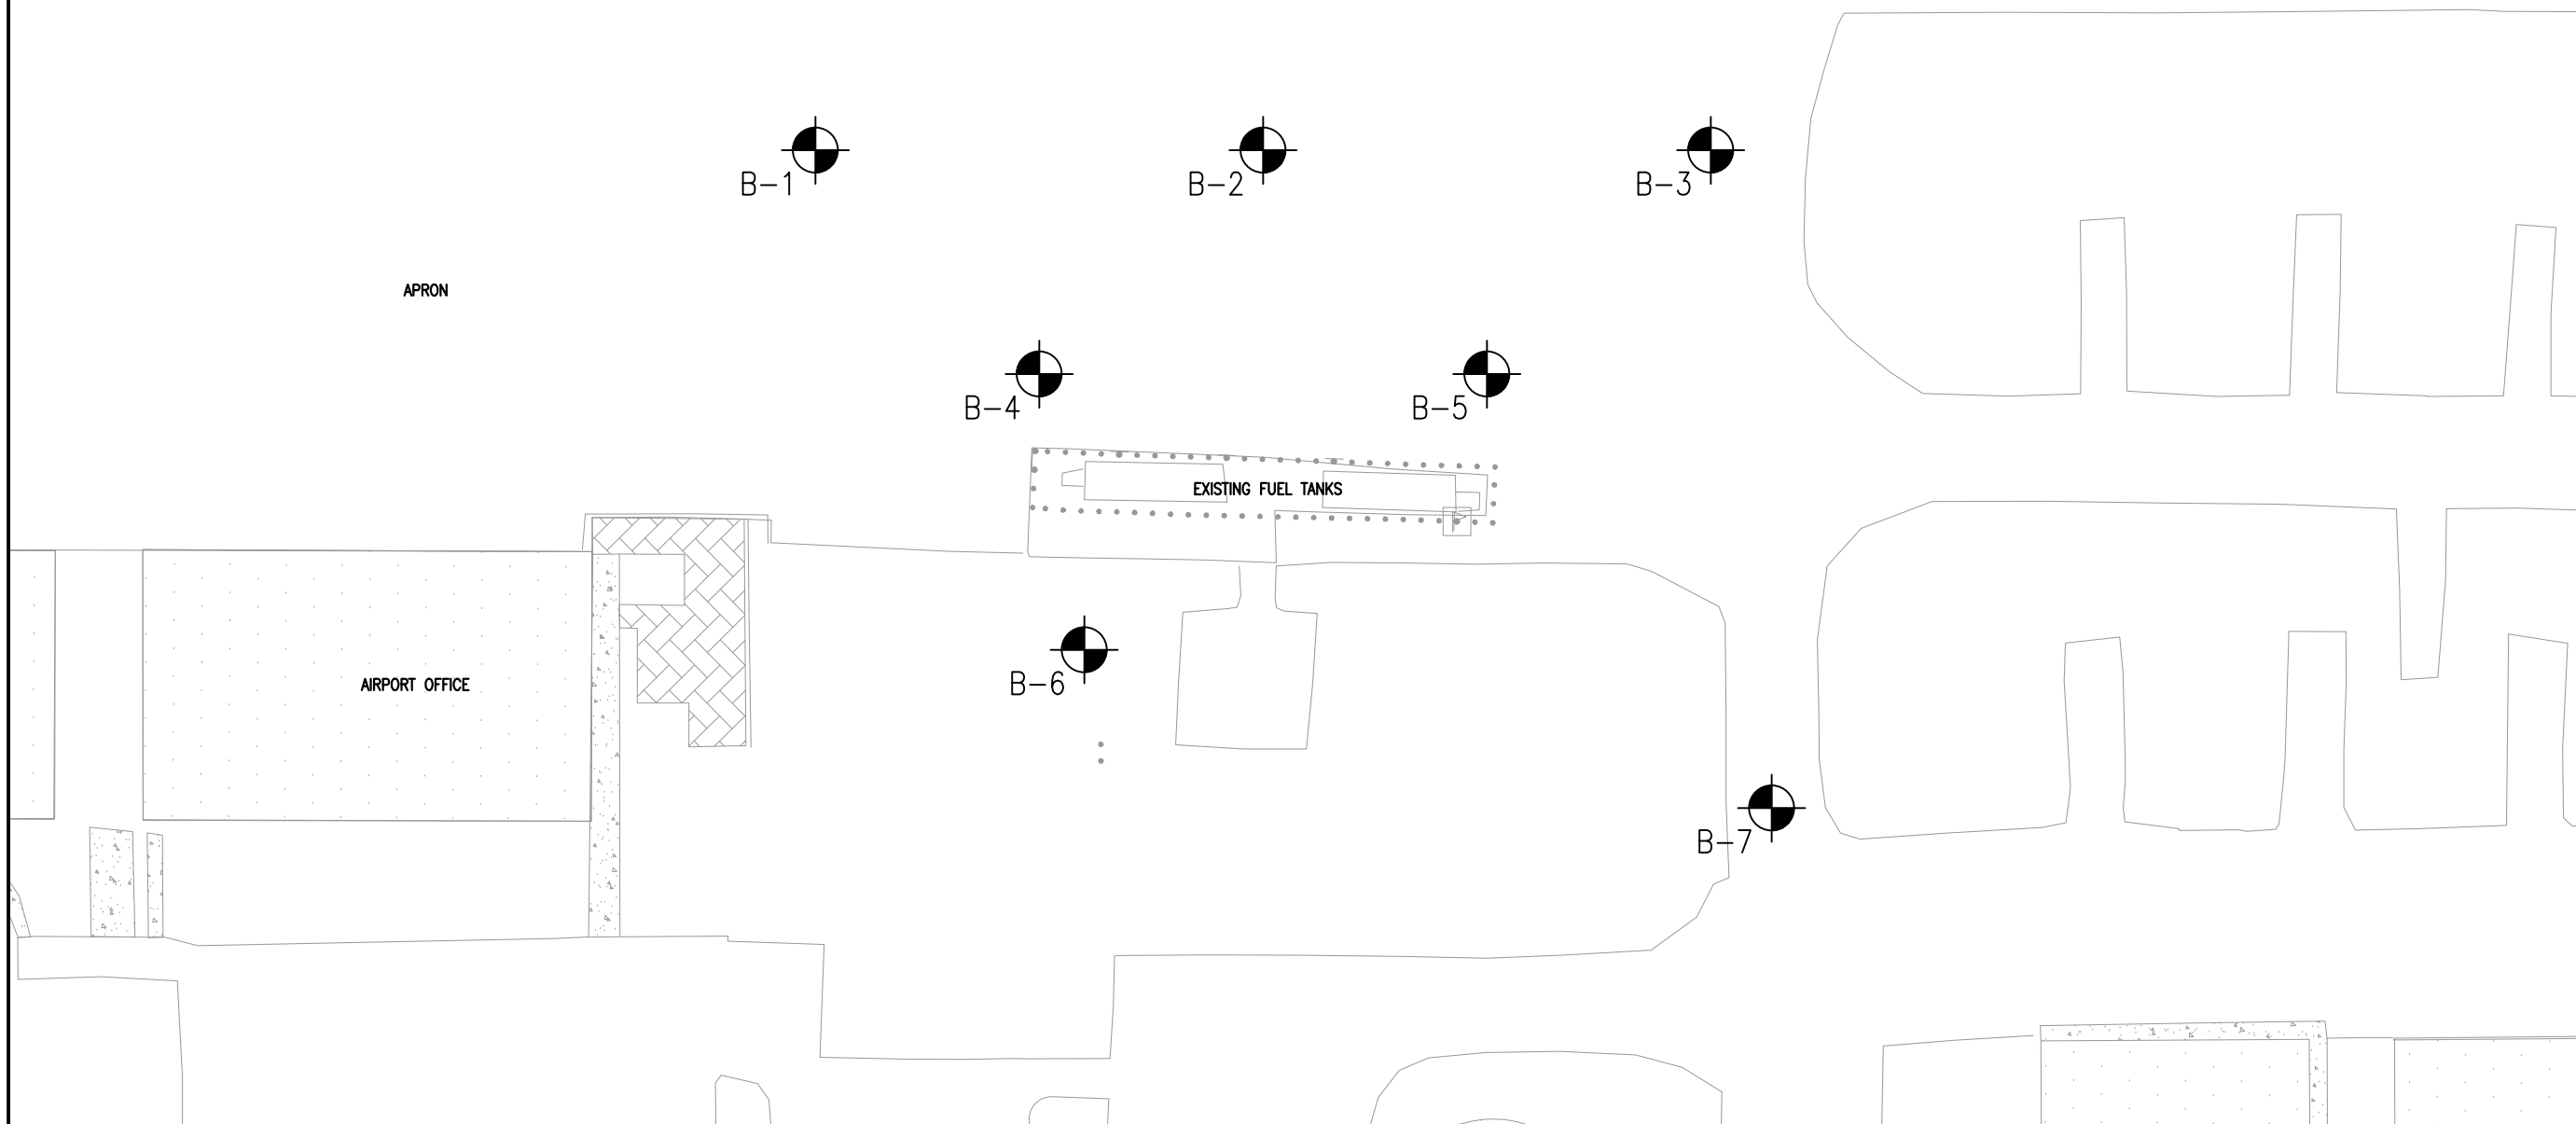 B-1
B-2
B-3
APRON
B-4
B-5
EXISTING FUEL TANKS
AIRPORT OFFICE
B-6
B-7